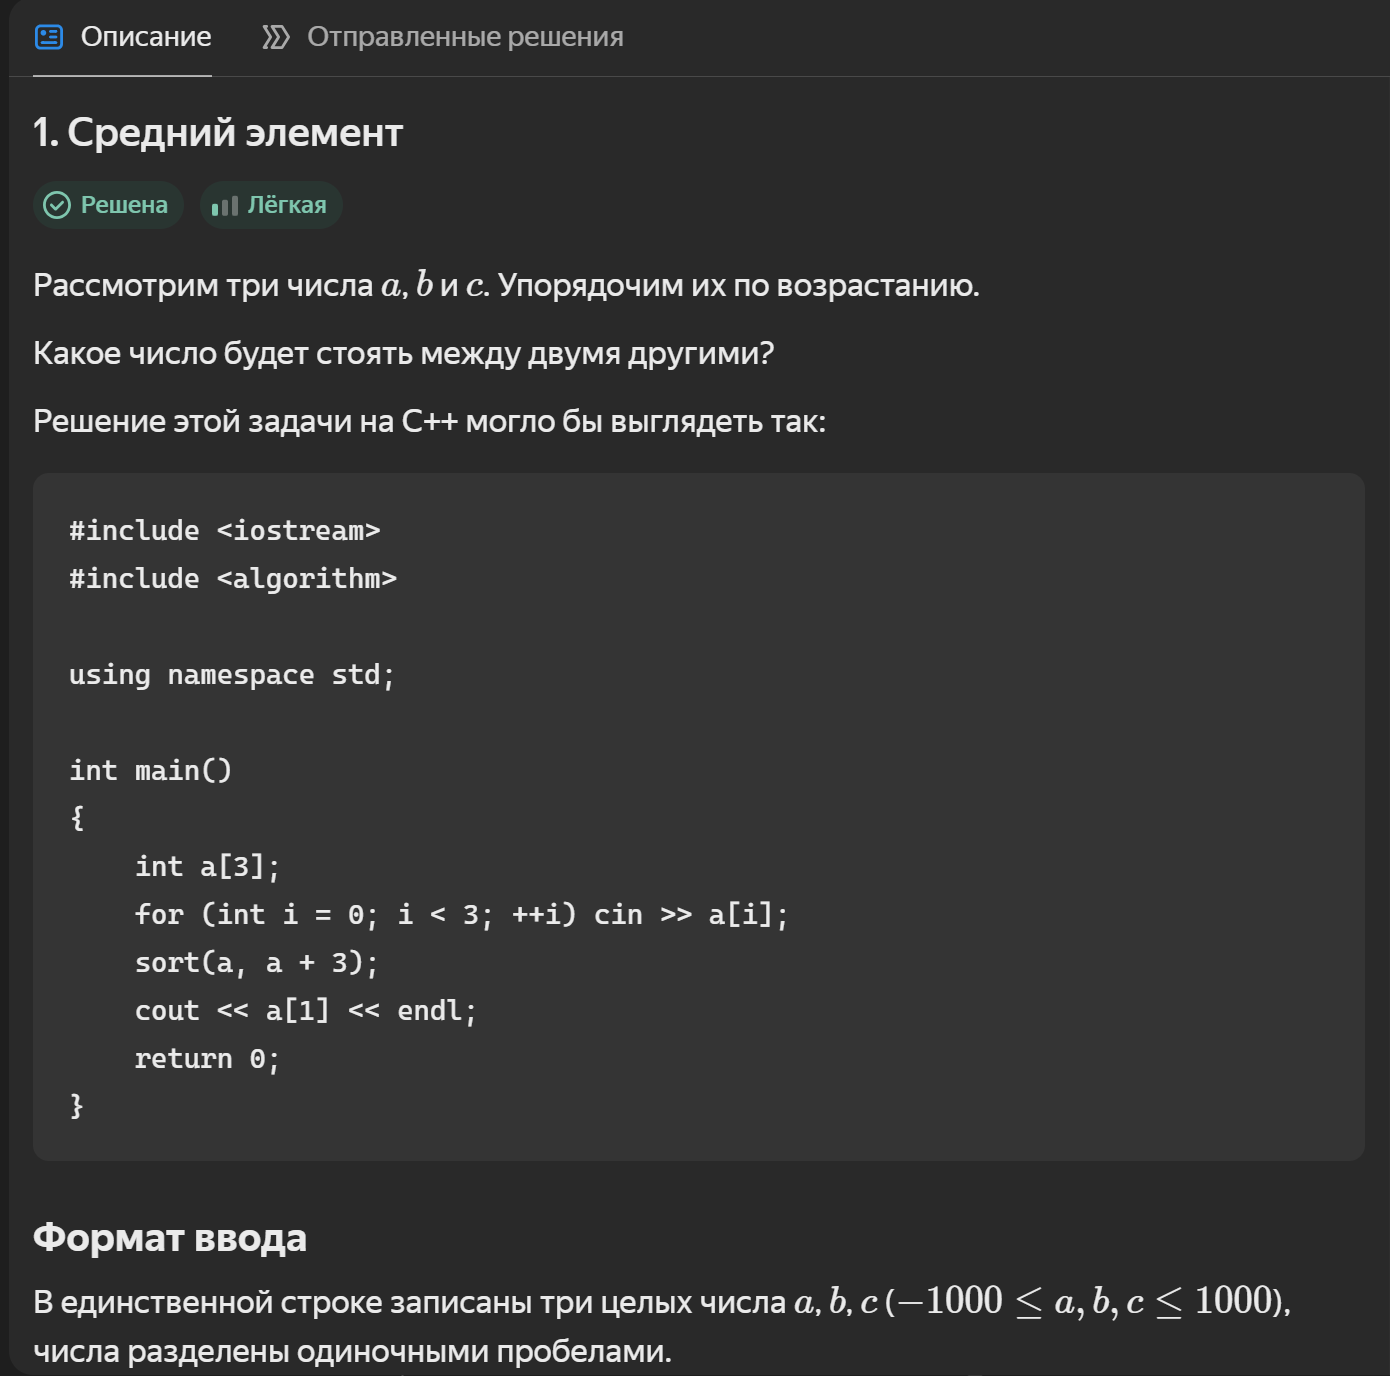 Описание
Отправленные решения
1. Средний элемент
Решена
Лёгкая
Рассмотрим три числа a, b и c. Упорядочим их по возрастанию.
Какое число будет стоять между двумя другими?
Решение этой задачи на C++ могло бы выглядеть так:
#include <iostream>
#include <algorithm>
using namespace std;
int main()
{
    int a[3];
    for (int i = 0; i < 3; ++i) cin >> a[i];
    sort(a, a + 3);
    cout << a[1] << endl;
    return 0;
}
Формат ввода
В единственной строке записаны три целых числа a, b, c (−1000 ≤ a, b, c ≤ 1000),
числа разделены одиночными пробелами.